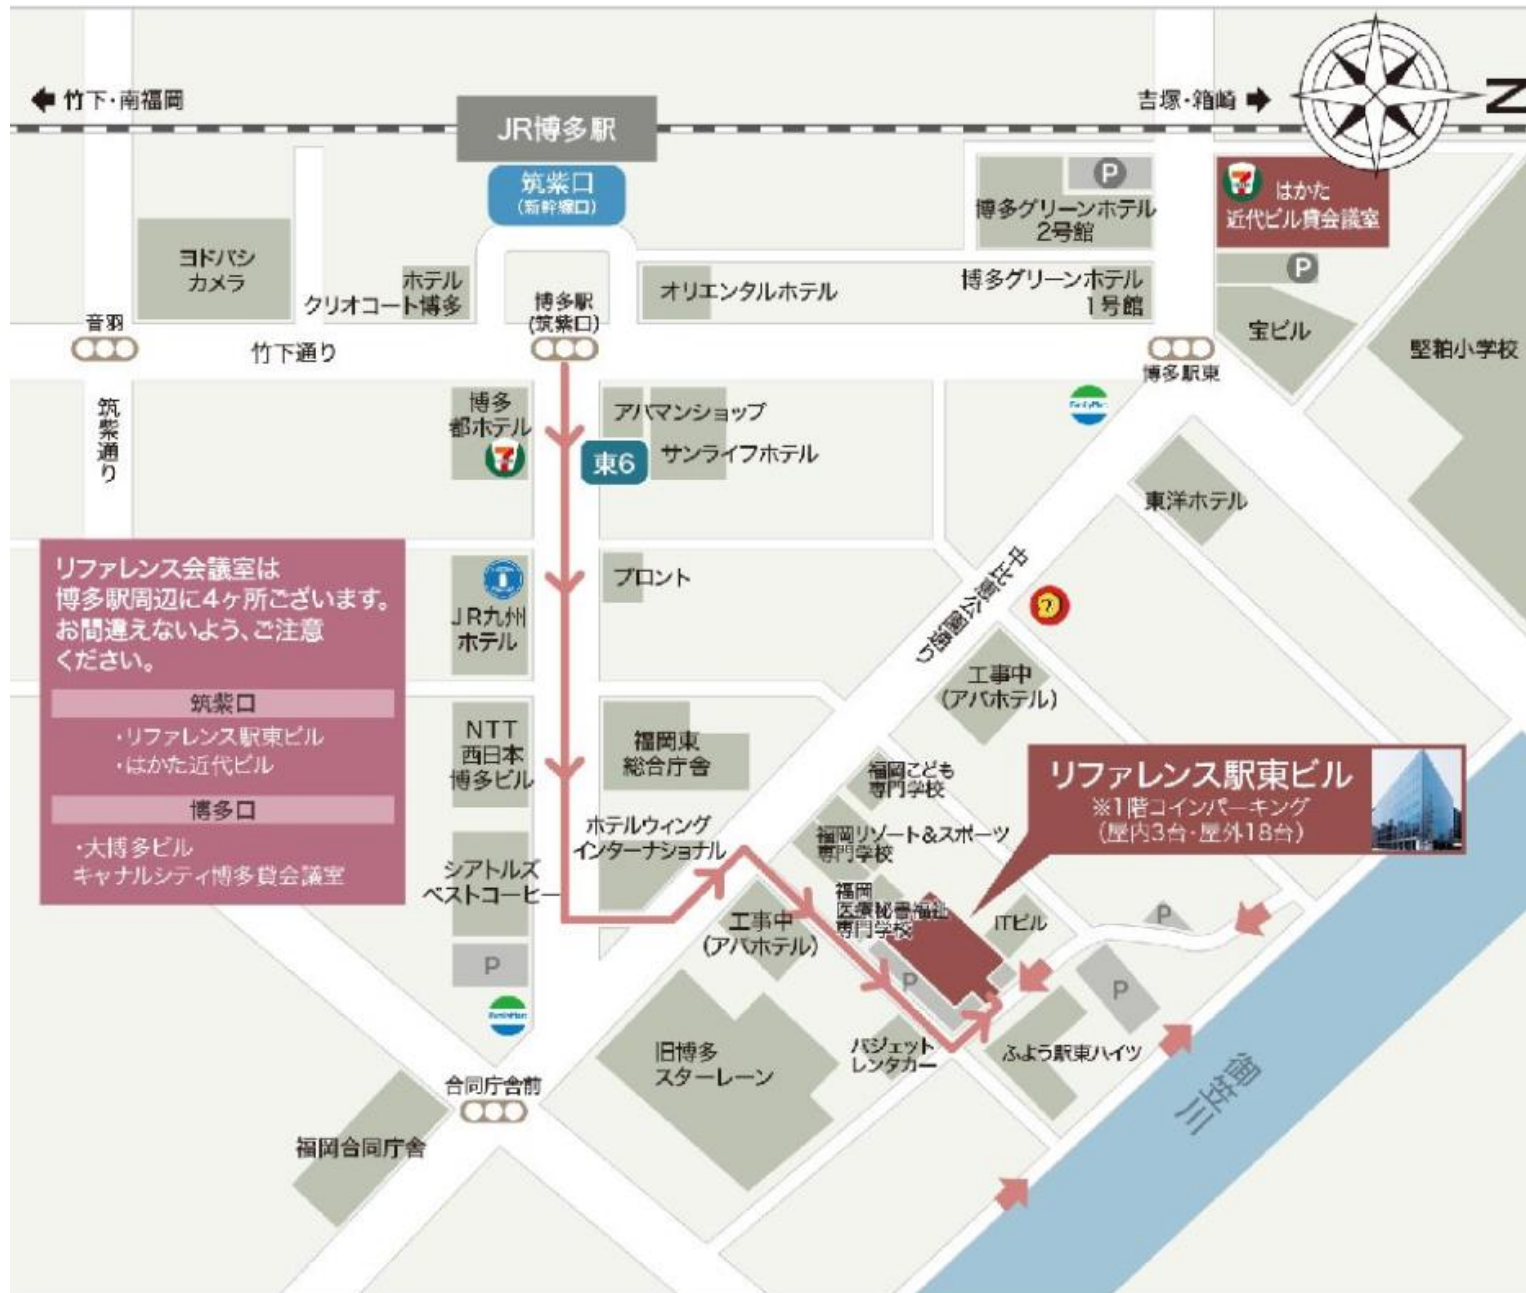 竹下・南福岡
JR博多駅
吉塚・箱崎
N
筑紫口
(新幹線口)
P
博多グリーンホテル
2号館
はかた
近代ビル貸会議室
ヨドバシ
カメラ
ホテル
クリオコート博多
博多駅
(筑紫口)
オリエンタルホテル
博多グリーンホテル
1号館
P
宝ビル
音羽
竹下通り
博多駅東
堅粕小学校
筑紫通り
博多
都ホテル
7
アパマンショップ
東6
サンライフホテル
FamilyMart
東洋ホテル
リファレンス会議室は
博多駅周辺に4ヶ所ございます。
お間違えないよう、ご注意
ください。
筑紫口
・リファレンス駅東ビル
・はかた近代ビル
博多口
・大博多ビル
キャナルシティ博多貸会議室
JR九州
ホテル
プロント
中比恵公園通り
工事中
(アパホテル)
NTT
西日本
博多ビル
福岡東
総合庁舎
福岡こども
専門学校
リファレンス駅東ビル
※1階コインパーキング
(屋内3台・屋外18台)
ホテルウィング
インターナショナル
福岡リゾート&スポーツ
専門学校
シアトルズ
ベストコーヒー
福岡
医療秘書福祉
専門学校
ITビル
P
工事中
(アパホテル)
P
P
P
FamilyMart
旧博多
スターレーン
バジェット
レンタカー
ふよう駅東ハイツ
御笠川
合同庁舎前
福岡合同庁舎